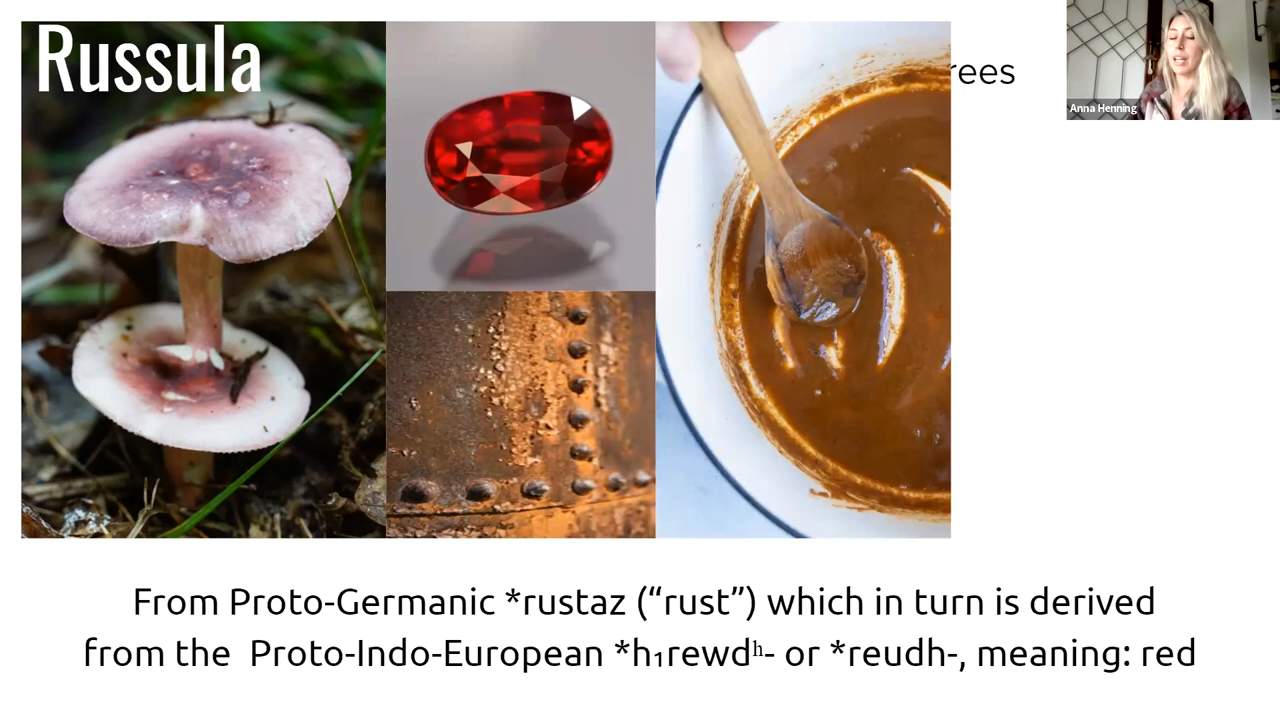 Russula
rees
Anna Henning
From Proto-Germanic *rustaz (“rust”) which in turn is derived
from the  Proto-Indo-European *h₁rewdʰ- or *reudh-, meaning: red